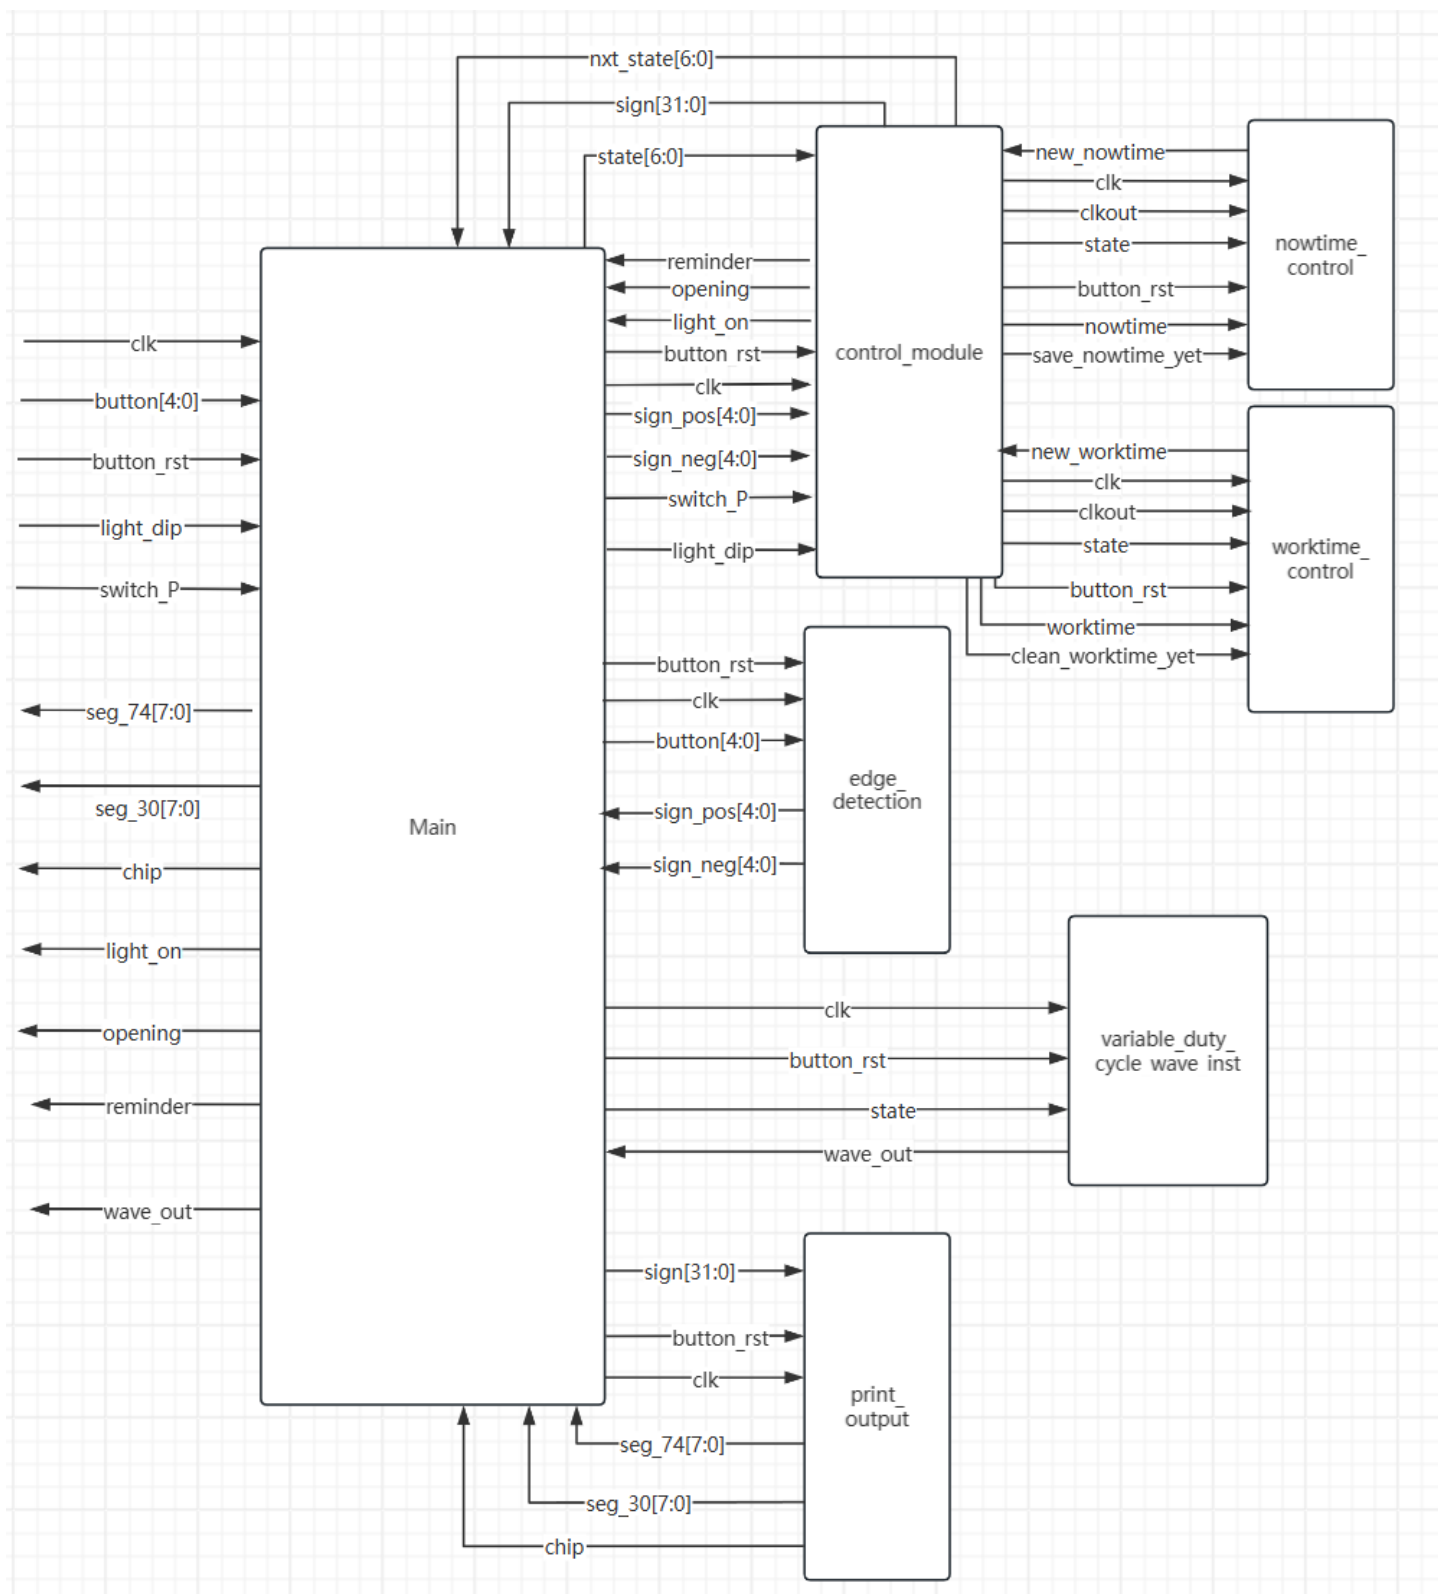 nxt_state[6:0]
sign[31:0]
state[6:0]
new_nowtime
clk
clkout
state
button_rst
nowtime
save_nowtime_yet
nowtime_
control
reminder
opening
light_on
button_rst
clk
sign_pos[4:0]
sign_neg[4:0]
switch_P
light_dip
control_module
clk
button[4:0]
button_rst
light_dip
switch_P
new_worktime
clk
clkout
state
button_rst
worktime
clean_worktime_yet
worktime_
control
seg_74[7:0]
seg_30[7:0]
chip
light_on
opening
reminder
wave_out
Main
button_rst
clk
button[4:0]
sign_pos[4:0]
sign_neg[4:0]
edge_
detection
clk
button_rst
state
wave_out
variable_duty_
cycle wave inst
sign[31:0]
button_rst
clk
seg_74[7:0]
seg_30[7:0]
chip
print_
output